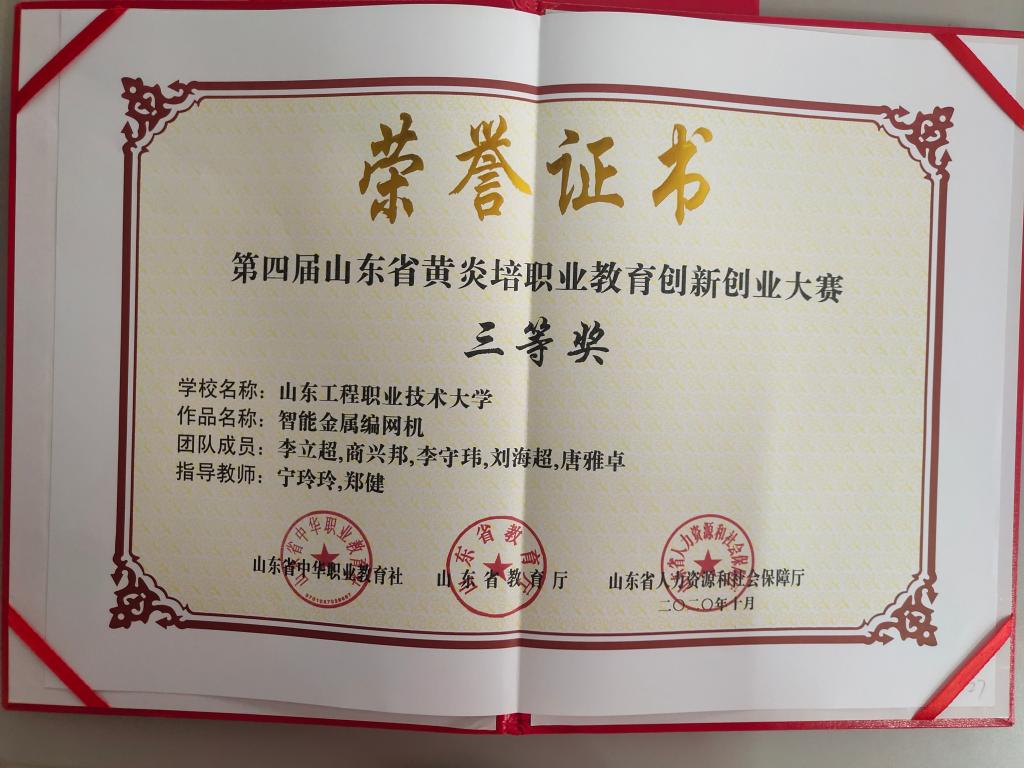 荣誉证书
第四届山东省黄炎培职业教育创新创业大赛
三等奖
学校名称：山东工程职业技术大学
作品名称：智能金属编网机
团队成员：李立超,商兴邦,李守玮,刘海超,唐雅卓
指导教师：宁玲玲,郑健
山东省中华职业教育社 山东省教育厅 山东省人力资源和社会保障厅
二〇二〇年十月
山东省教育厅